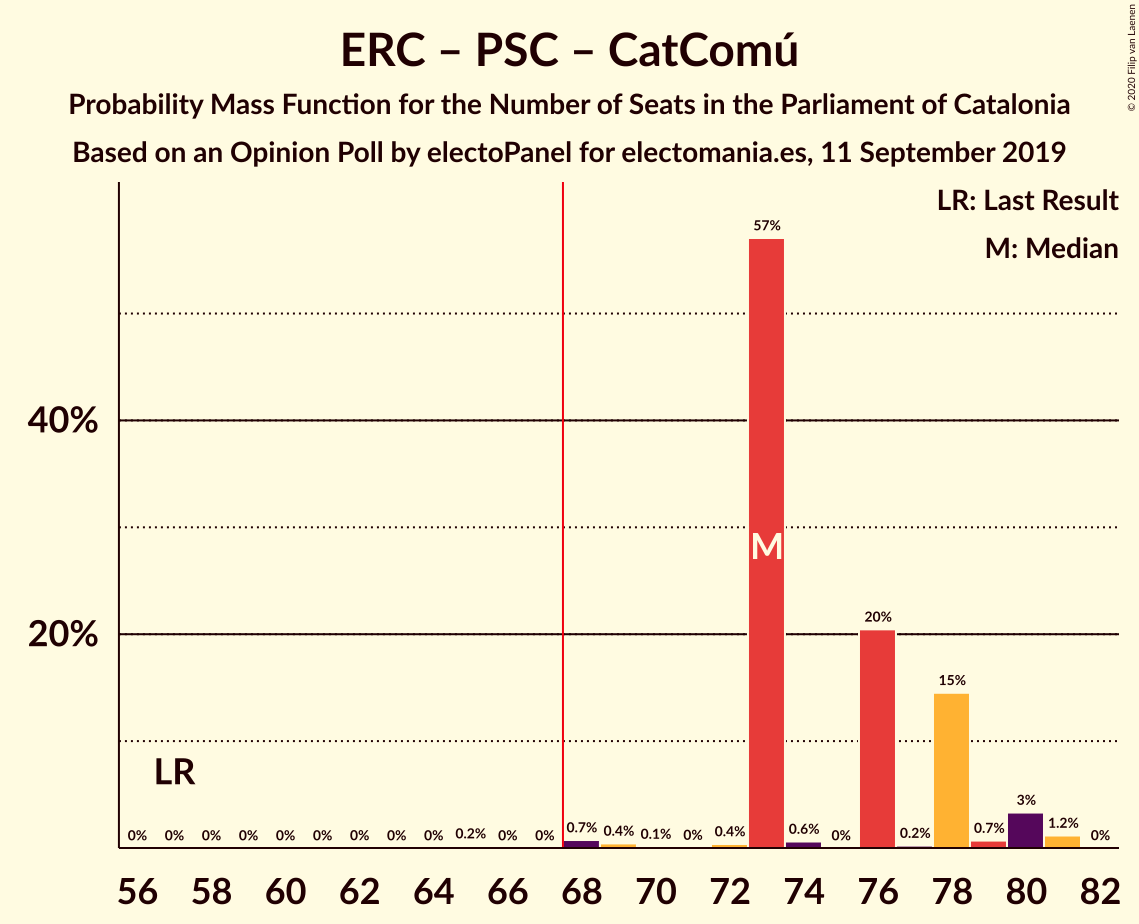 ERC – PSC – CatComú
Probability Mass Function for the Number of Seats in the Parliament of Catalonia
Based on an Opinion Poll by electoPanel for electomania.es, 11 September 2019
© 2020 Filip van Laenen
LR: Last Result
M: Median
57%
40%
M
20%
20%
15%
LR
3%
0% 0% 0% 0% 0% 0% 0% 0% 0% 0.2% 0% 0% 0.7% 0.4% 0.1% 0% 0.4% 0.6% 0% 0.2% 0.7% 1.2% 0%
56 58 60 62 64 66 68 70 72 74 76 78 80 82